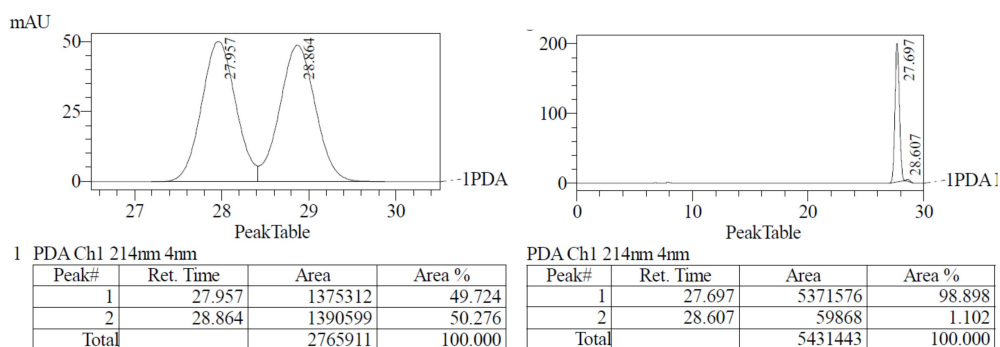 mAU
50
25
0
27.957
28.864
1PDA
27 28 29 30
PeakTable
1 PDA Ch1 214nm 4nm
Peak# Ret. Time Area Area %
1 27.957 1375312 49.724
2 28.864 1390599 50.276
Total 2765911 100.000
200
100
0
27.697
28.607
1PDA1
0 10 20 30
PeakTable
PDA Ch1 214nm 4nm
Peak# Ret. Time Area Area %
1 27.697 5371576 98.898
2 28.607 59868 1.102
Total 5431443 100.000